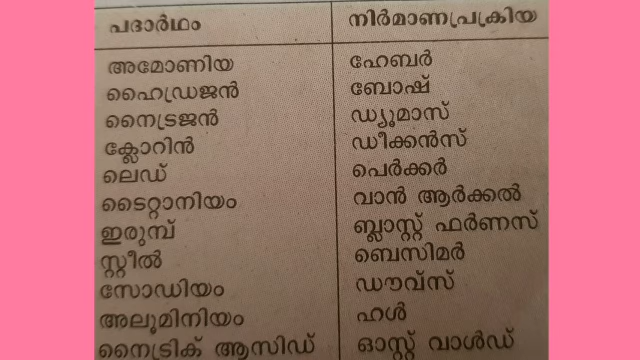 പദാർഥം നിർമാണപ്രക്രിയ
അമോണിയ ഹേബർ
ഹൈഡ്രജൻ ബോഷ്
നൈട്രജൻ ഡ്യൂമാസ്
ക്ലോറിൻ ഡീക്കൻസ്
ലെഡ് പെർക്കർ
ടൈറ്റാനിയം വാൻ ആർക്കൽ
ഇരുമ്പ് ബ്ലാസ്റ്റ് ഫർണസ്
സ്റ്റീൽ ബെസിമർ
സോഡിയം ഡൗവ്സ്
അലൂമിനിയം ഹൾ
നൈട്രിക് ആസിഡ് ഓസ്റ്റ് വാൾഡ്